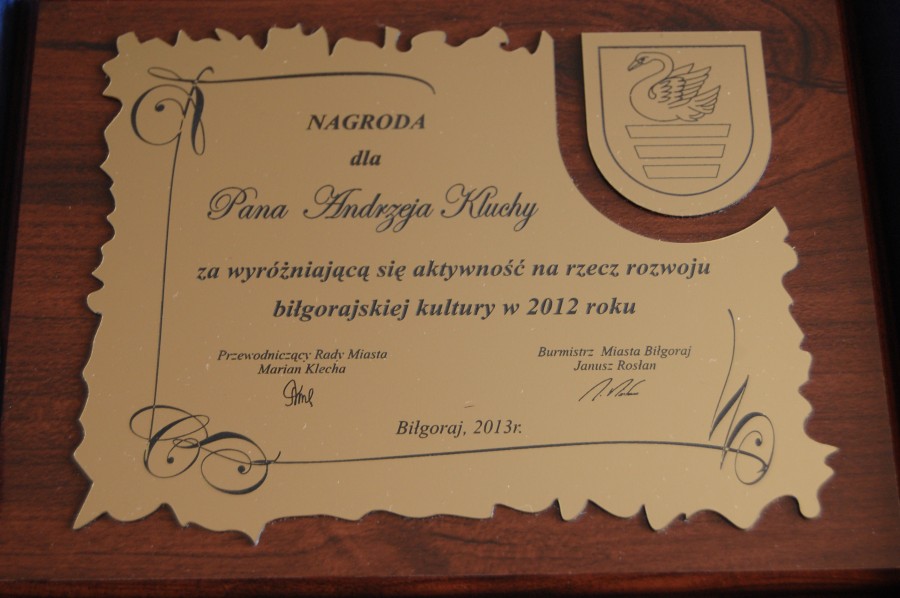 NAGRODA
dla
Pana Andrzeja Kluchy
za wyróżniającą się aktywność na rzecz rozwoju
biłgorajskiej kultury w 2012 roku
Przewodniczący Rady Miasta
Marian Klecha
Burmistrz Miasta Biłgoraj
Janusz Rosłan
Biłgoraj, 2013r.